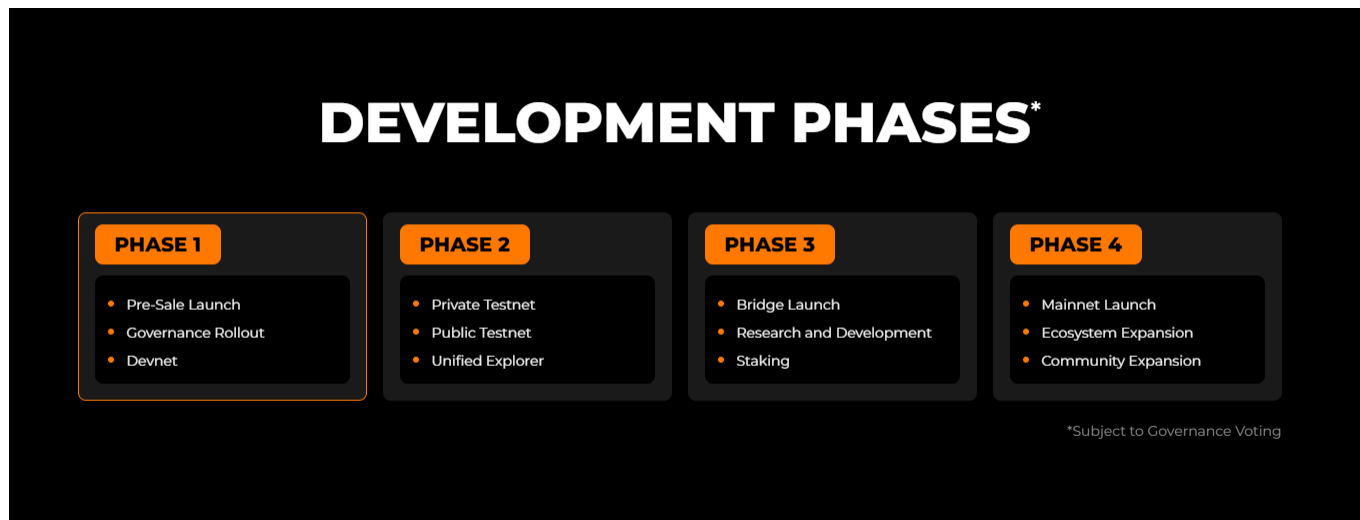 DEVELOPMENT PHASES*
PHASE 1
• Pre-Sale Launch
• Governance Rollout
• Devnet
PHASE 2
• Private Testnet
• Public Testnet
• Unified Explorer
PHASE 3
• Bridge Launch
• Research and Development
• Staking
PHASE 4
• Mainnet Launch
• Ecosystem Expansion
• Community Expansion
*Subject to Governance Voting